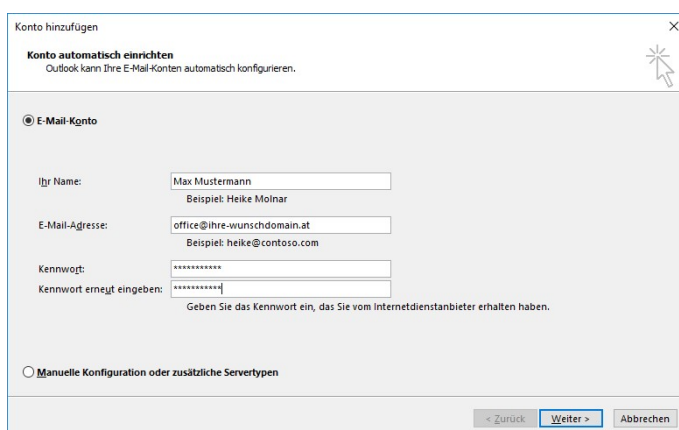 Konto hinzufügen
Konto automatisch einrichten
Outlook kann Ihre E-Mail-Konten automatisch konfigurieren.
E-Mail-Konto
Ihr Name:
Max Mustermann
Beispiel: Heike Molnar
E-Mail-Adresse:
office@ihre-wunschdomain.at
Beispiel: heike@contoso.com
Kennwort:
***********
Kennwort erneut eingeben:
***********
Geben Sie das Kennwort ein, das Sie vom Internetdienstanbieter erhalten haben.
Manuelle Konfiguration oder zusätzliche Servertypen
< Zurück
Weiter >
Abbrechen